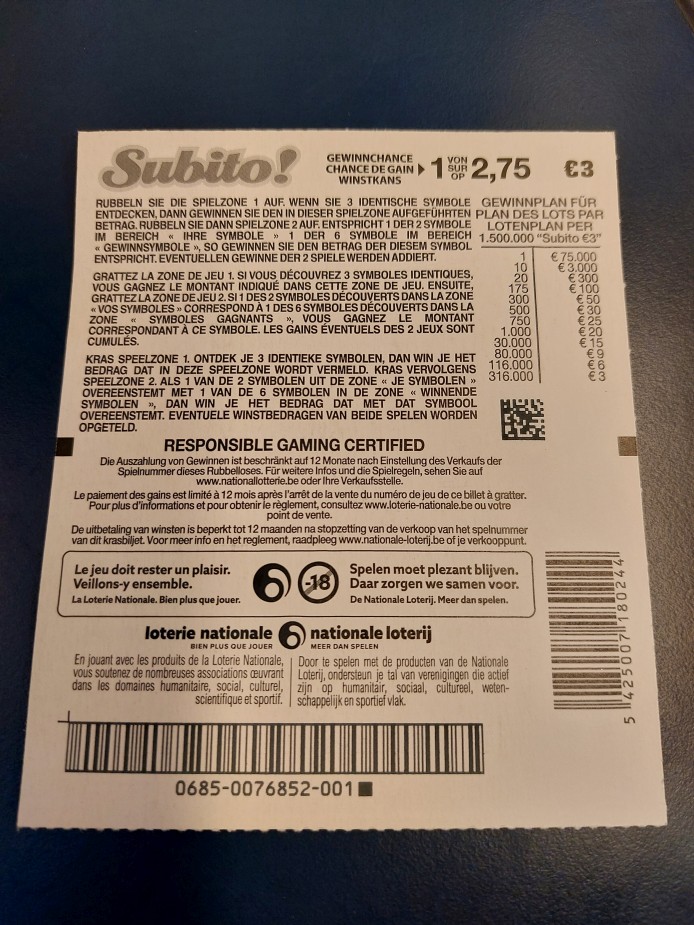 Subito!
GEWINNCHANCE
CHANCE DE GAIN
WINSTKANS
1 VON SUR OP 2,75
€3
RUBBELN SIE DIE SPIELZONE 1 AUF. WENN SIE 3 IDENTISCHE SYMBOLE
ENTDECKEN, DANN GEWINNEN SIE DEN IN DIESER SPIELZONE AUFGEFÜHRTEN
BETRAG. RUBBELN SIE DANN SPIELZONE 2 AUF. ENTSPRICHT 1 DER 2 SYMBOLE
IM BEREICH « IHRE SYMBOLE » 1 DER 6 SYMBOLE IM BEREICH
« GEWINNSYMBOLE », SO GEWINNEN SIE DEN BETRAG DER DIESEM SYMBOL
ENTSPRICHT. EVENTUELLEN GEWINNE DER 2 SPIELE WERDEN ADDIERT.
GRATTEZ LA ZONE DE JEU 1. SI VOUS DÉCOUVREZ 3 SYMBOLES IDENTIQUES,
VOUS GAGNEZ LE MONTANT INDIQUÉ DANS CETTE ZONE DE JEU. ENSUITE,
GRATTEZ LA ZONE DE JEU 2. SI 1 DES 2 SYMBOLES DÉCOUVERTS DANS LA ZONE
« VOS SYMBOLES » CORRESPOND À 1 DES 6 SYMBOLES DÉCOUVERTS DANS LA
ZONE « SYMBOLES GAGNANTS », VOUS GAGNEZ LE MONTANT
CORRESPONDANT À CE SYMBOLE. LES GAINS ÉVENTUELS DES 2 JEUX SONT
CUMULÉS.
KRAS SPEELZONE 1. ONTDEK JE 3 IDENTIEKE SYMBOLEN, DAN WIN JE HET
BEDRAG DAT IN DEZE SPEELZONE WORDT VERMELD. KRAS VERVOLGENS
SPEELZONE 2. ALS 1 VAN DE 2 SYMBOLEN UIT DE ZONE « JE SYMBOLEN »
OVEREENSTEMT MET 1 VAN DE 6 SYMBOLEN IN DE ZONE « WINNENDE
SYMBOLEN », DAN WIN JE HET BEDRAG DAT MET DAT SYMBOOL
OVEREENSTEMT. EVENTUELE WINSTBEDRAGEN VAN BEIDE SPELEN WORDEN
OPGETELD.
GEWINNPLAN FÜR
PLAN DES LOTS PAR
LOTENPLAN PER
1.500.000 "Subito €3"
1 € 75.000
10 € 3.000
20 € 300
175 € 100
300 € 50
500 € 30
750 € 25
1.000 € 20
30.000 € 15
80.000 € 9
116.000 € 6
316.000 € 3
RESPONSIBLE GAMING CERTIFIED
Die Auszahlung von Gewinnen ist beschränkt auf 12 Monate nach Einstellung des Verkaufs der
Spielnummer dieses Rubbelloses. Für weitere Infos und die Spielregeln, sehen Sie auf
www.nationallotterie.be oder Ihre Verkaufsstelle.
Le paiement des gains est limité à 12 mois après l'arrêt de la vente du numéro de jeu de ce billet à gratter.
Pour plus d'informations et pour obtenir le règlement, consultez www.loterie-nationale.be ou votre
point de vente.
De uitbetaling van winsten is beperkt tot 12 maanden na stopzetting van de verkoop van het spelnummer
van dit krasbiljet. Voor meer info en het reglement, raadpleeg www.nationale-loterij.be of je verkooppunt.
Le jeu doit rester un plaisir.
Veillons-y ensemble.
La Loterie Nationale. Bien plus que jouer.
-18
Spelen moet plezant blijven.
Daar zorgen we samen voor.
De Nationale Loterij. Meer dan spelen.
loterie nationale
BIEN PLUS QUE JOUER
nationale loterij
MEER DAN SPELEN
En jouant avec les produits de la Loterie Nationale,
vous soutenez de nombreuses associations œuvrant
dans les domaines humanitaire, social, culturel,
scientifique et sportif.
Door te spelen met de producten van de Nationale
Loterij, ondersteun je tal van verenigingen die actief
zijn op humanitair, sociaal, cultureel, weten-
schappelijk en sportief vlak.
5 425007 180244
0685-0076852-001